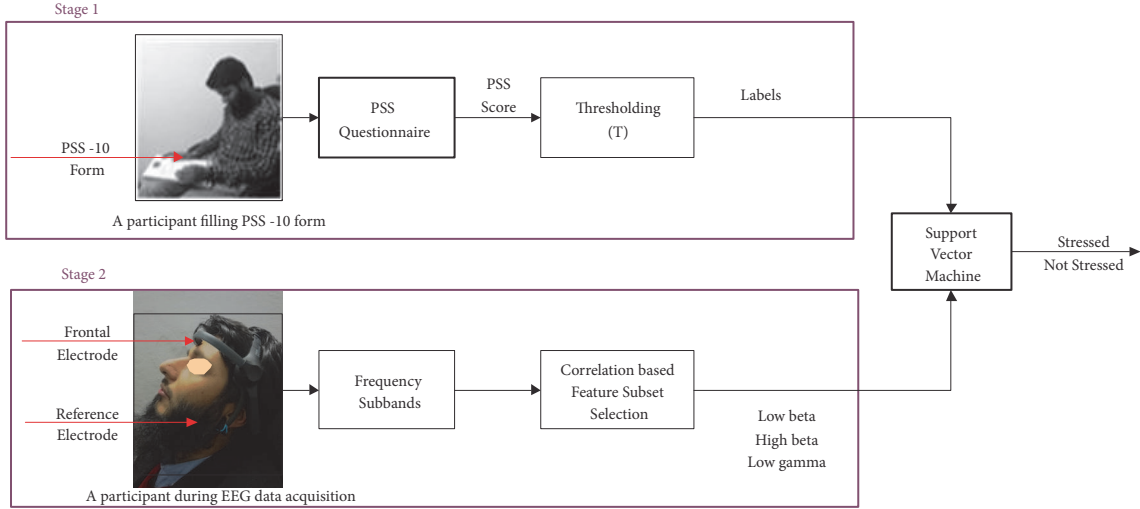 Stage 1
PSS -10
Form
A participant filling PSS -10 form
PSS
Questionnaire
PSS
Score
Thresholding
(T)
Labels
Support
Vector
Machine
Stressed
Not Stressed
Stage 2
Frontal
Electrode
Reference
Electrode
A participant during EEG data acquisition
Frequency
Subbands
Correlation based
Feature Subset
Selection
Low beta
High beta
Low gamma